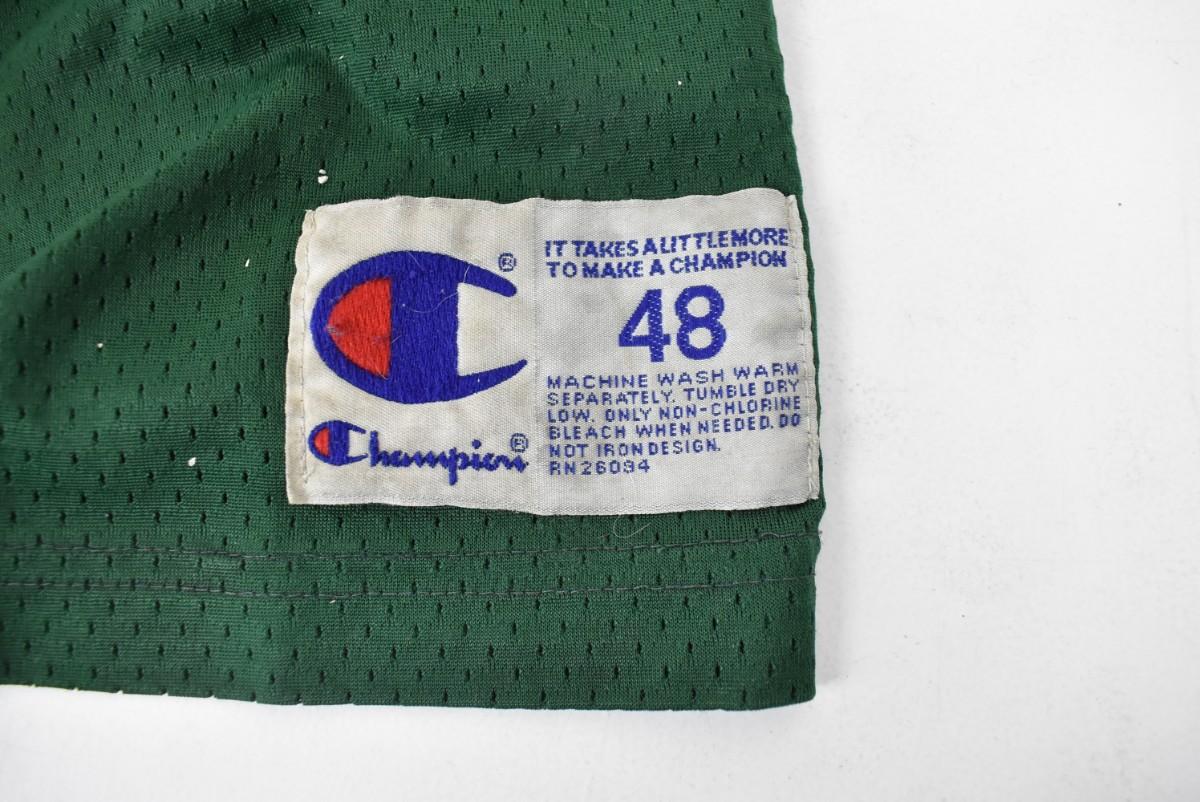 Champion®
®
IT TAKES A LITTLE MORE
TO MAKE A CHAMPION
48
MACHINE WASH WARM
SEPARATELY. TUMBLE DRY
LOW. ONLY NON-CHLORINE
BLEACH WHEN NEEDED. DO
NOT IRON DESIGN.
RN26094